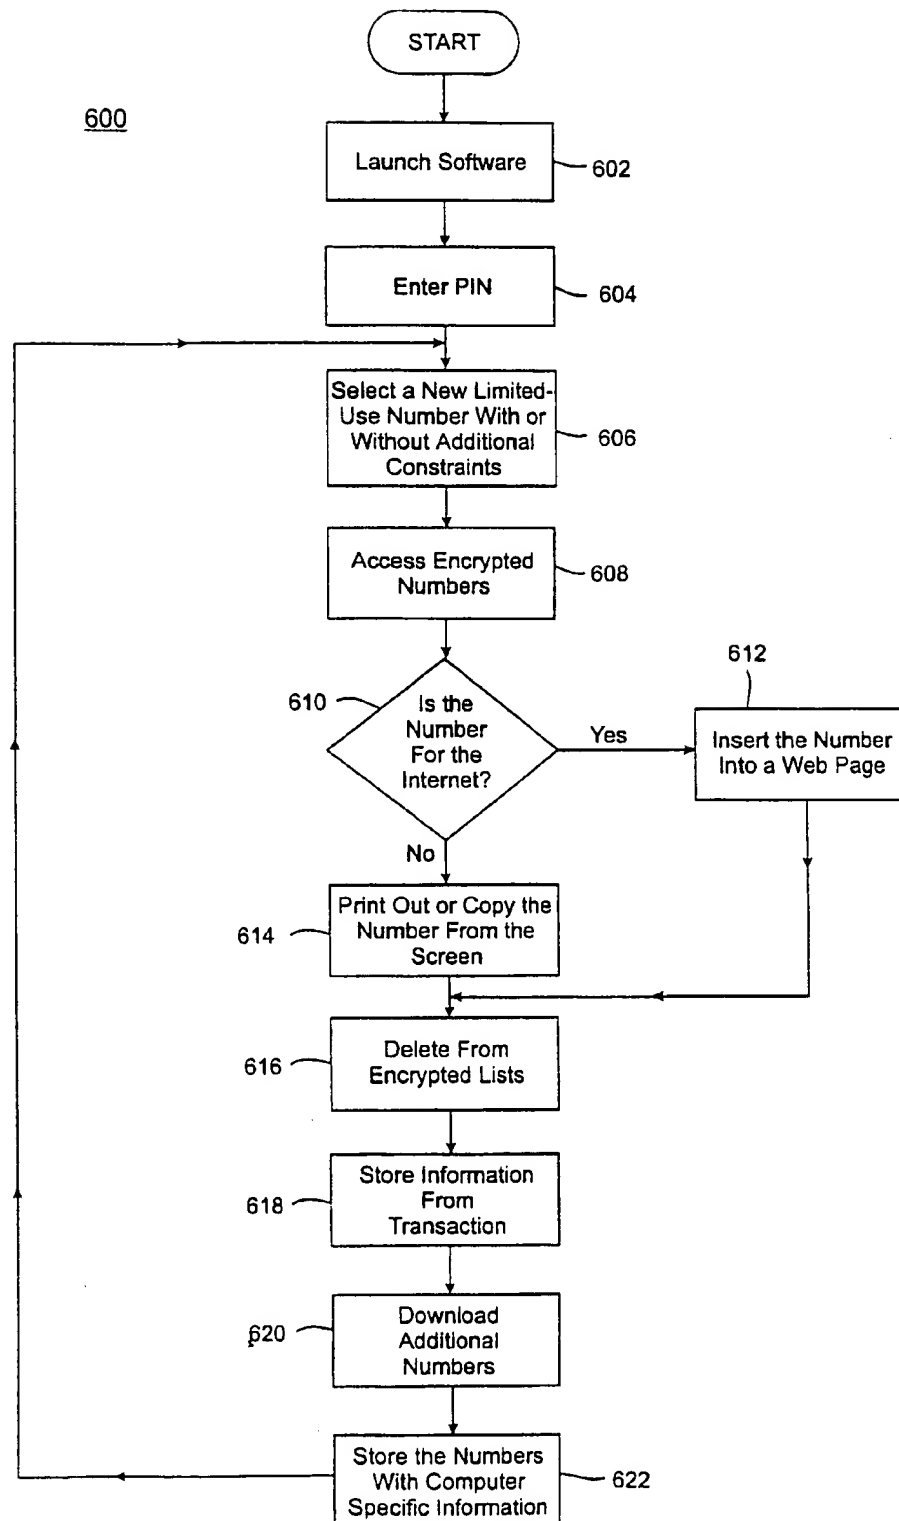 START
600
Launch Software
602
Enter PIN
604
Select a New Limited-
Use Number With or
Without Additional
Constraints
606
Access Encrypted
Numbers
608
610
Is the
Number
For the
Internet?
Yes
612
Insert the Number
Into a Web Page
No
614
Print Out or Copy the
Number From the
Screen
616
Delete From
Encrypted Lists
618
Store Information
From
Transaction
620
Download
Additional
Numbers
Store the Numbers
With Computer
Specific Information
622